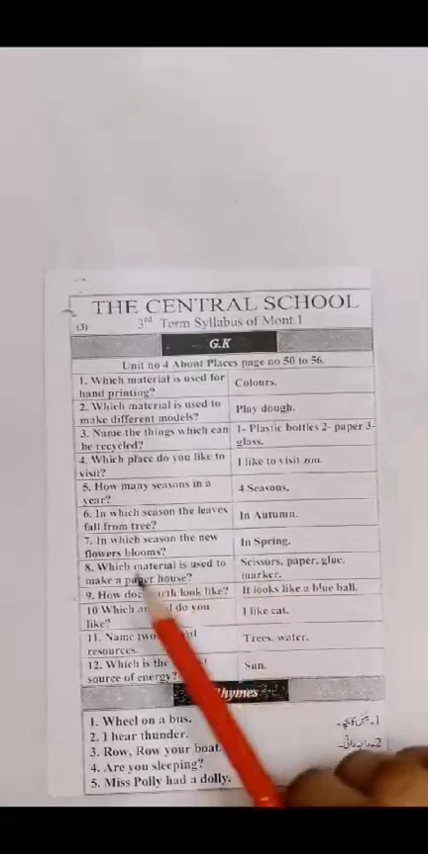 THE CENTRAL SCHOOL
(3) 3rd Term Syllabus of Mont.1
G.K
Unit no 4 About Places page no 50 to 56.
1. Which material is used for hand printing? Colours.
2. Which material is used to make different models? Play dough.
3. Name the things which can be recycled? 1- Plastic bottles 2- paper 3- glass.
4. Which place do you like to visit? I like to visit zoo.
5. How many seasons in a year? 4 Seasons.
6. In which season the leaves fall from tree? In Autumn.
7. In which season the new flowers blooms? In Spring.
8. Which material is used to make a paper house? Scissors, paper, glue, marker.
9. How does earth look like? It looks like a blue ball.
10 Which animal do you like? I like cat.
11. Name two resources. Trees, water.
12. Which is the source of energy? Sun.
Rhymes
1. Wheel on a bus.
2. I hear thunder.
3. Row, Row your boat.
4. Are you sleeping?
5. Miss Polly had a dolly.